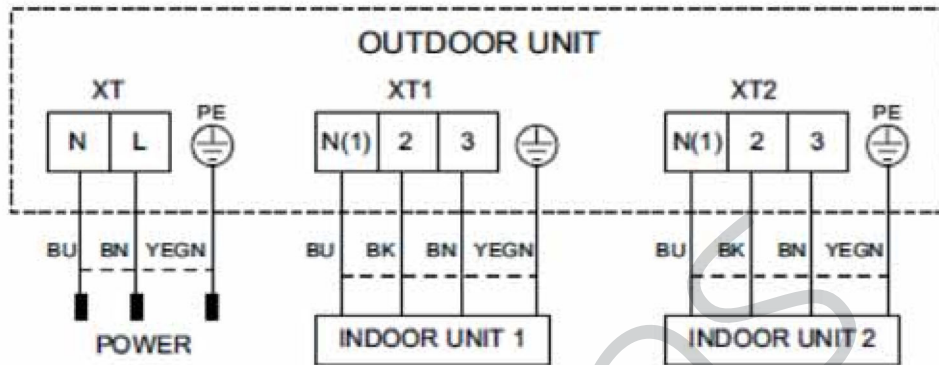 OUTDOOR UNIT
XT XT1 XT2
PE PE
N L N(1) 2 3 N(1) 2 3
BU BN YEGN BU BK BN YEGN BU BK BN YEGN
POWER INDOOR UNIT 1 INDOOR UNIT 2